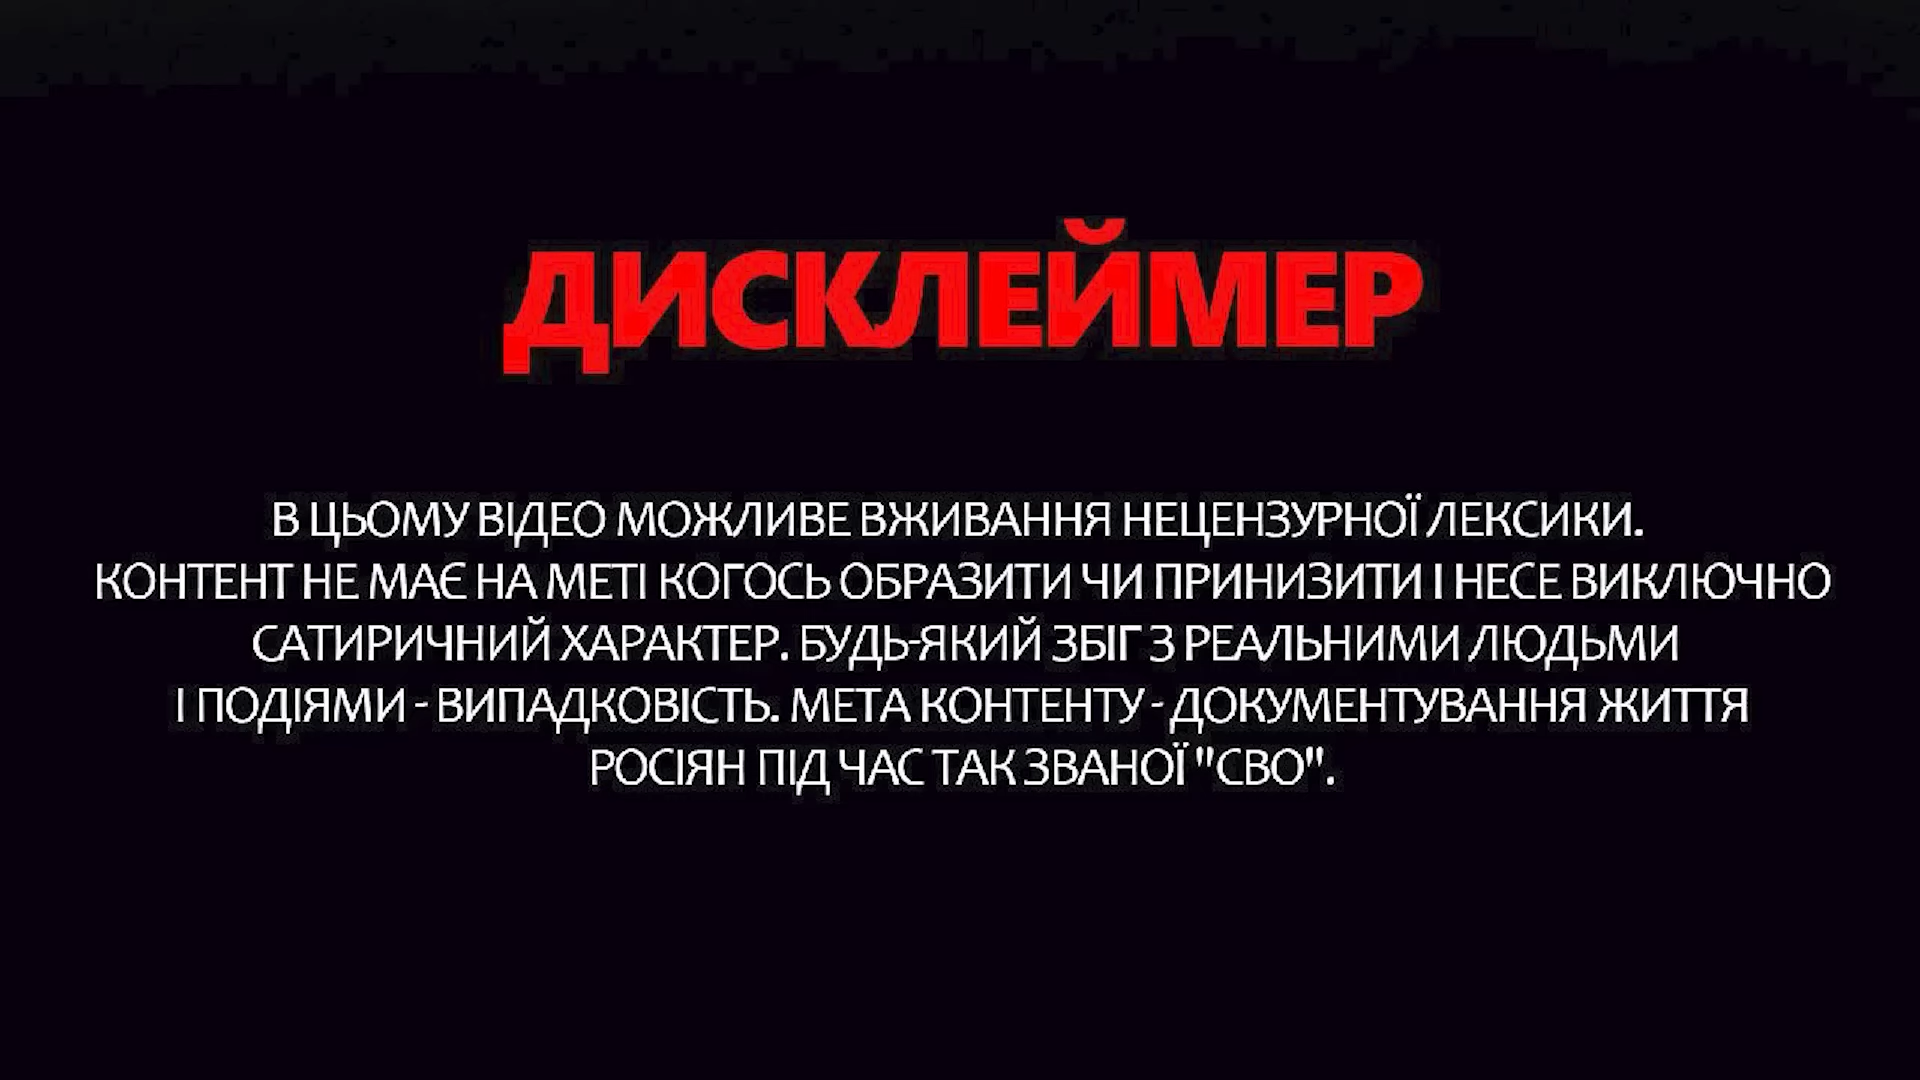 ДИСКЛЕЙМЕР
В ЦЬОМУ ВІДЕО МОЖЛИВЕ ВЖИВАННЯ НЕЦЕНЗУРНОЇ ЛЕКСИКИ.
КОНТЕНТ НЕ МАЄ НА МЕТІ КОГОСЬ ОБРАЗИТИ ЧИ ПРИНИЗИТИ І НЕСЕ ВИКЛЮЧНО
САТИРИЧНИЙ ХАРАКТЕР. БУДЬ-ЯКИЙ ЗБІГ З РЕАЛЬНИМИ ЛЮДЬМИ
І ПОДІЯМИ - ВИПАДКОВІСТЬ. МЕТА КОНТЕНТУ - ДОКУМЕНТУВАННЯ ЖИТТЯ
РОСІЯН ПІД ЧАС ТАК ЗВАНОЇ "СВО".